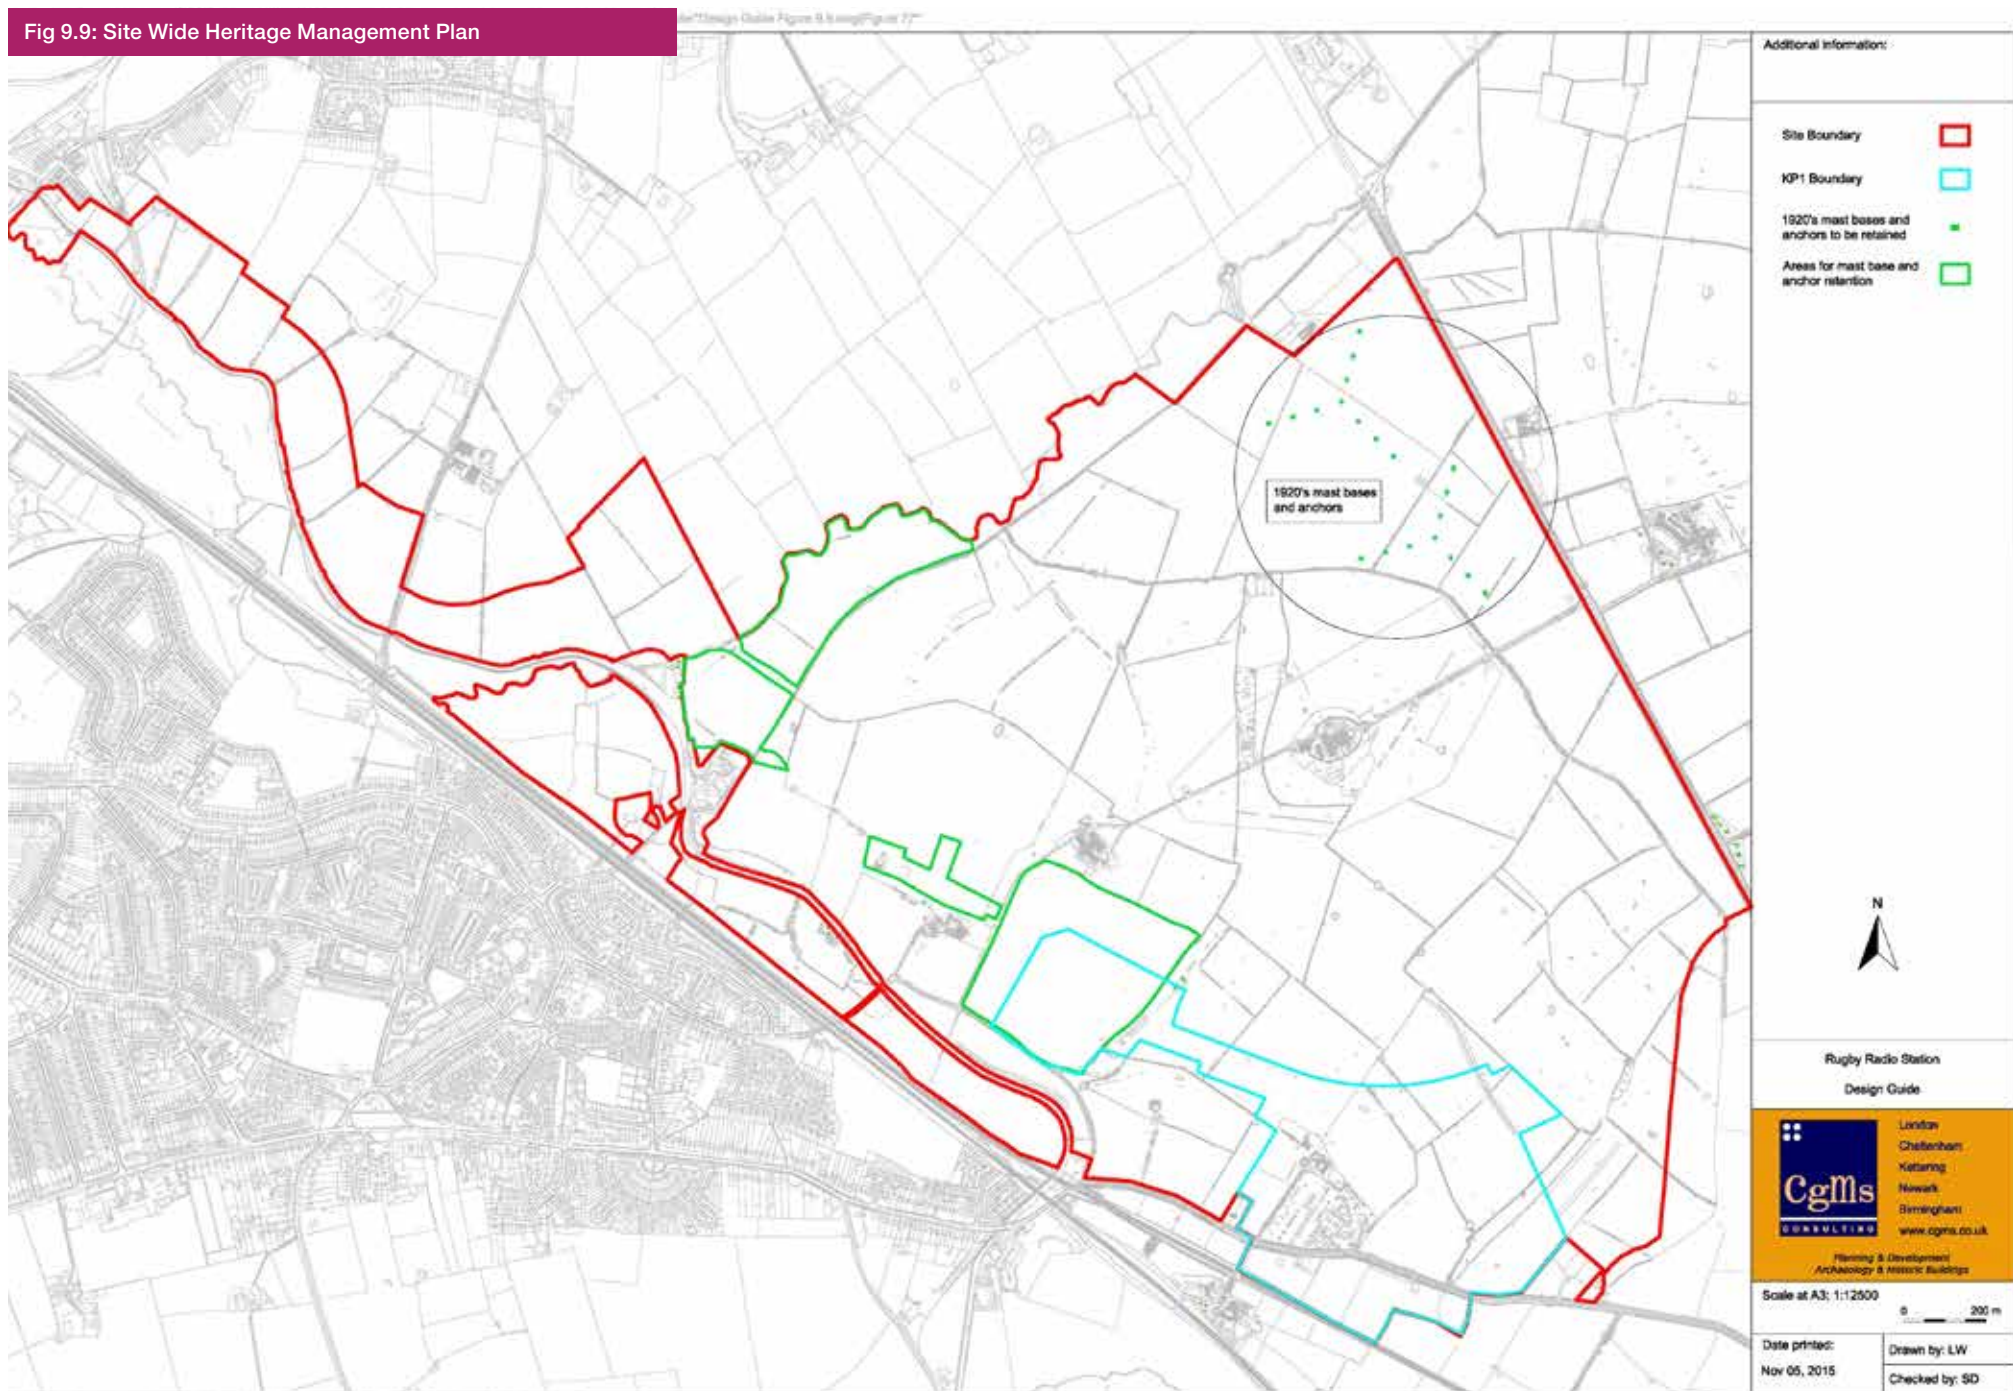 Fig 9.9: Site Wide Heritage Management Plan
Additional information:
Site Boundary
KP1 Boundary
1920's mast bases and
anchors to be retained
Areas for mast base and
anchor retention
1920's mast bases
and anchors
N
Rugby Radio Station
Design Guide
CgMs
CONSULTING
London
Cheltenham
Kettering
Newark
Birmingham
www.cgms.co.uk
Planning & Development
Archaeology & Historic Buildings
Scale at A3: 1:12500
0 200 m
Date printed:
Nov 05, 2015
Drawn by: LW
Checked by: SD